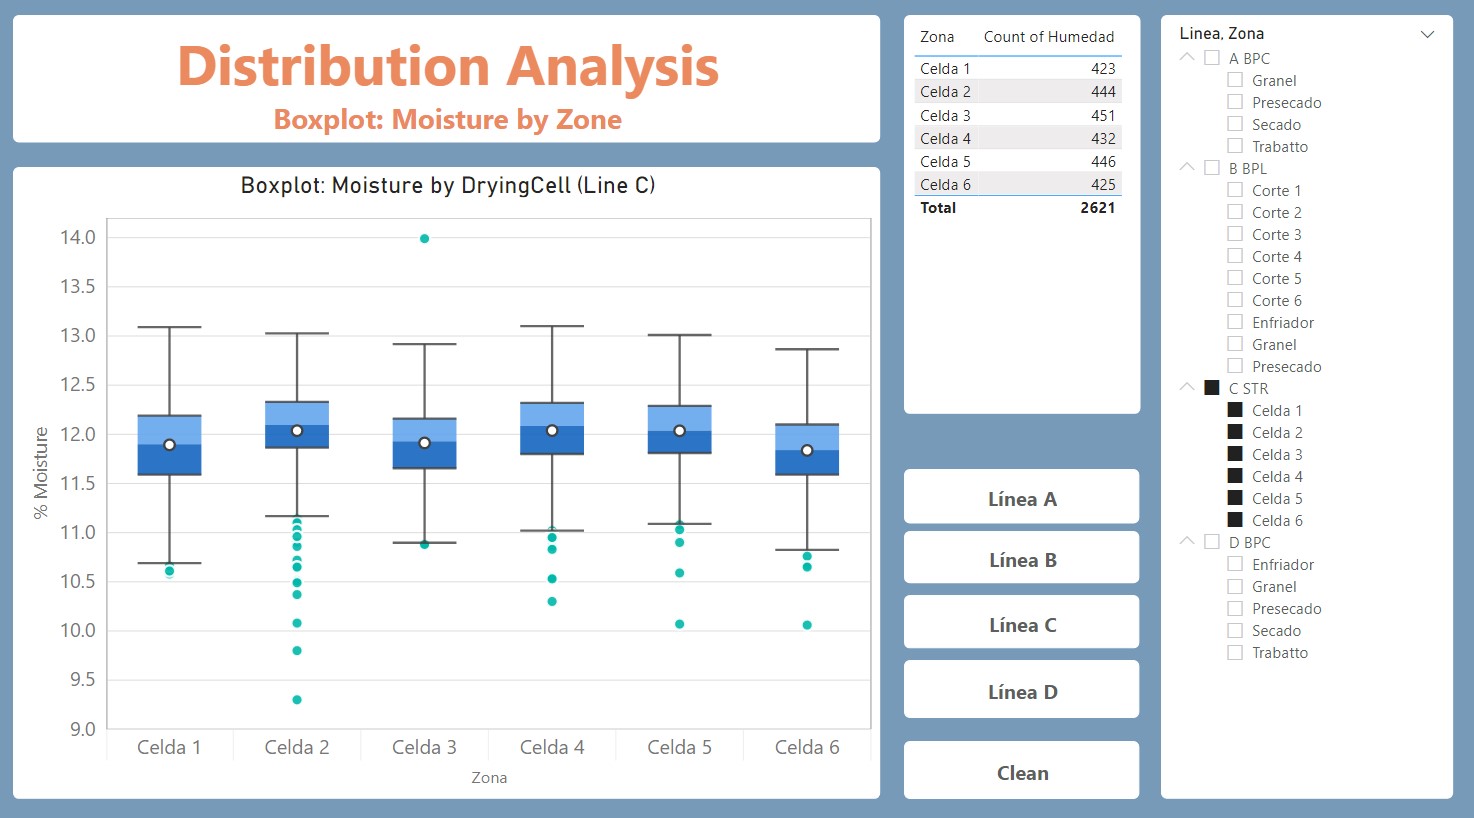 Distribution Analysis
Boxplot: Moisture by Zone
Boxplot: Moisture by DryingCell (Line C)
14.0
13.5
13.0
12.5
12.0
11.5
11.0
10.5
10.0
9.5
9.0
% Moisture
Celda 1 Celda 2 Celda 3 Celda 4 Celda 5 Celda 6
Zona
Zona Count of Humedad
Celda 1 423
Celda 2 444
Celda 3 451
Celda 4 432
Celda 5 446
Celda 6 425
Total 2621
Línea A
Línea B
Línea C
Línea D
Clean
Linea, Zona
A BPC
Granel
Presecado
Secado
Trabatto
B BPL
Corte 1
Corte 2
Corte 3
Corte 4
Corte 5
Corte 6
Enfriador
Granel
Presecado
C STR
Celda 1
Celda 2
Celda 3
Celda 4
Celda 5
Celda 6
D BPC
Enfriador
Granel
Presecado
Secado
Trabatto